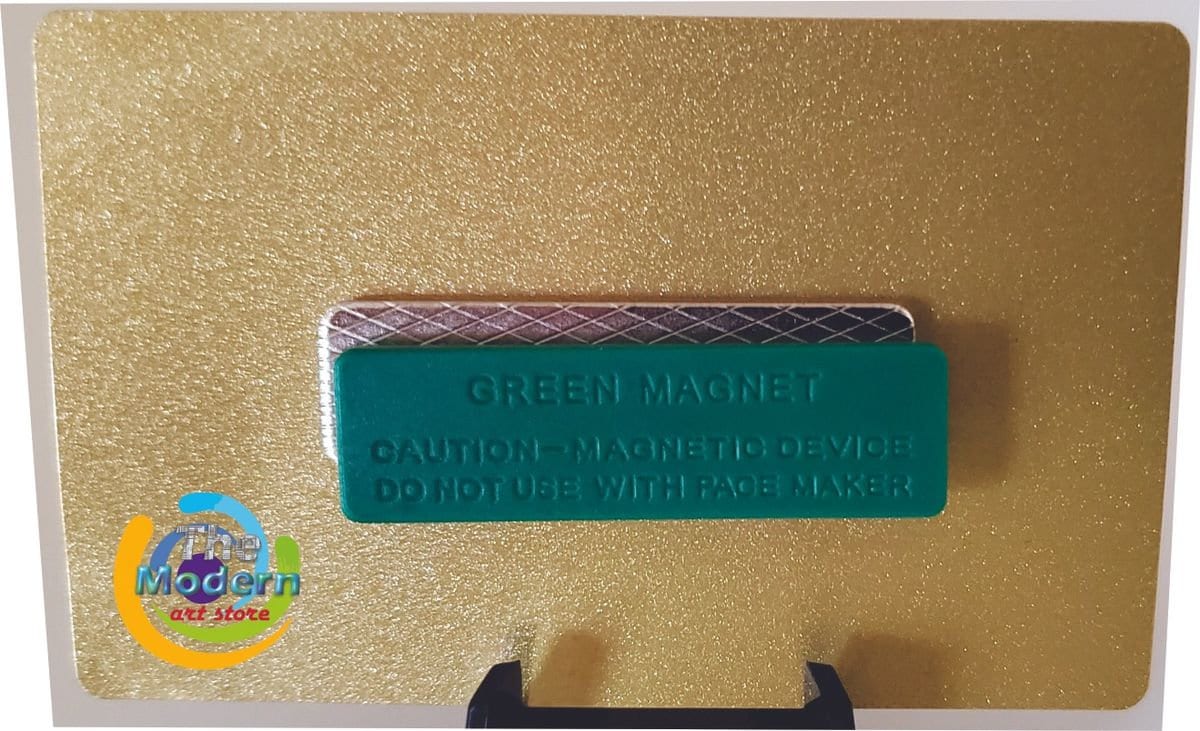 GREEN MAGNET
CAUTION-MAGNETIC DEVICE
DO NOT USE WITH PACE MAKER
The
Modern
art store